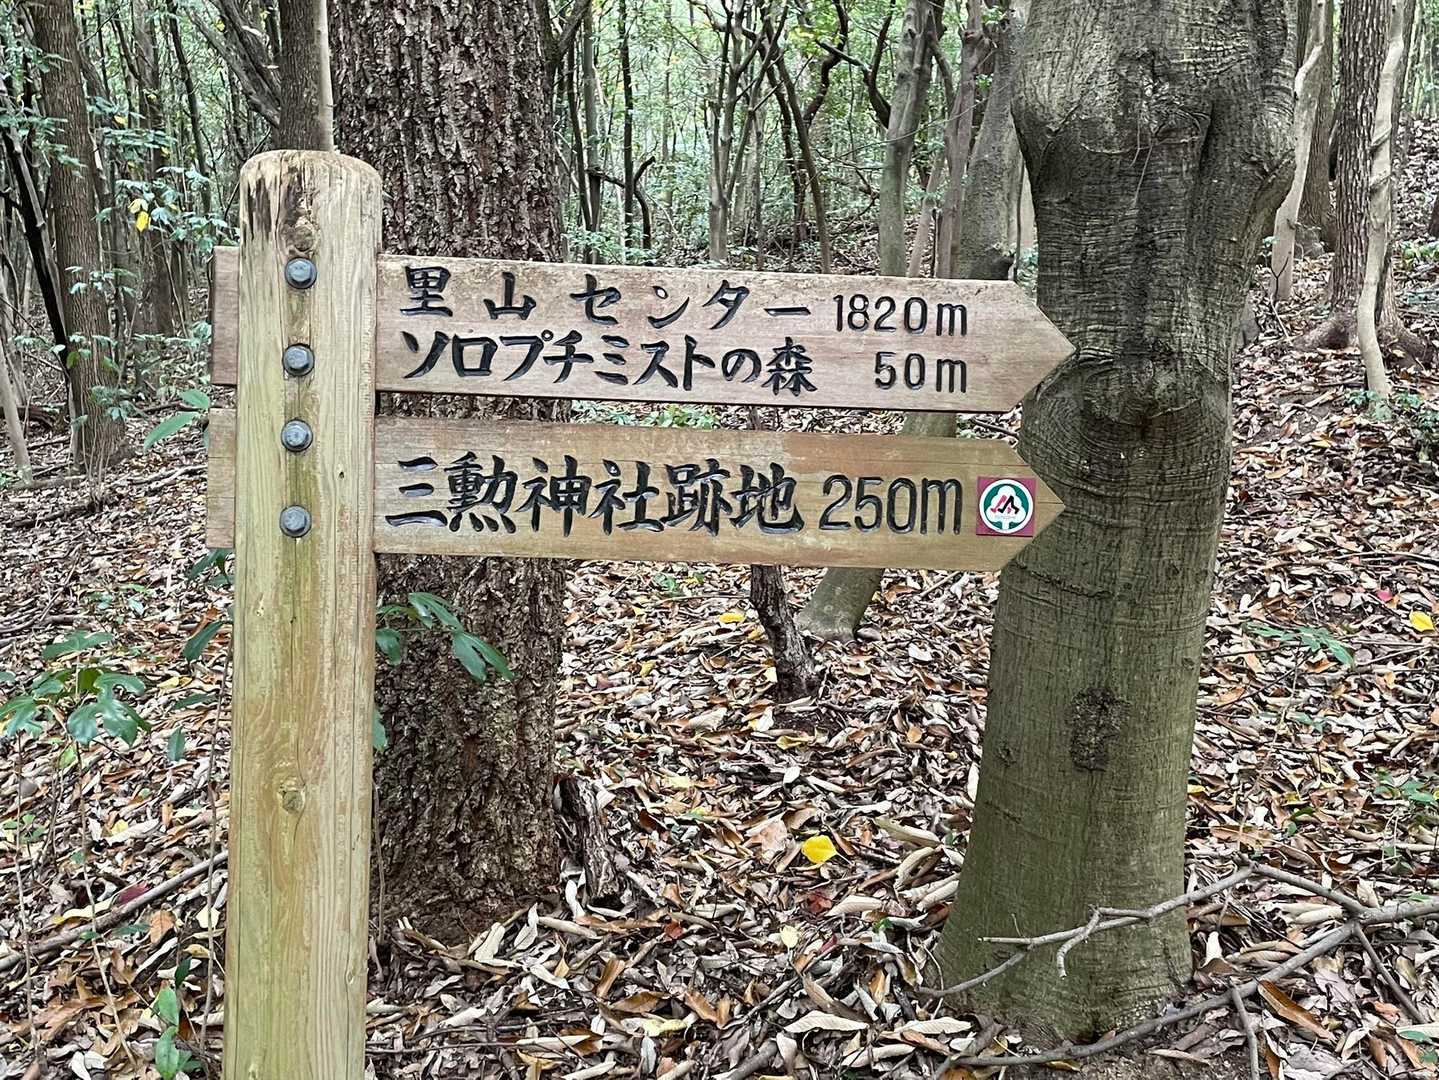 里山センター 1820m
ソロプチミストの森 50m
三勲神社跡地 250m